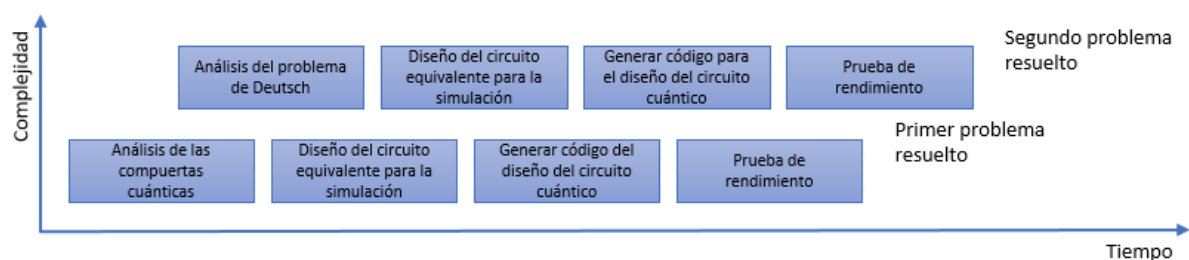 Complejidad
Análisis del problema
de Deutsch
Diseño del circuito
equivalente para la
simulación
Generar código para
el diseño del circuito
cuántico
Prueba de
rendimiento
Segundo problema
resuelto
Análisis de las
compuertas
cuánticas
Diseño del circuito
equivalente para la
simulación
Generar código del
diseño del circuito
cuántico
Prueba de
rendimiento
Primer problema
resuelto
Tiempo